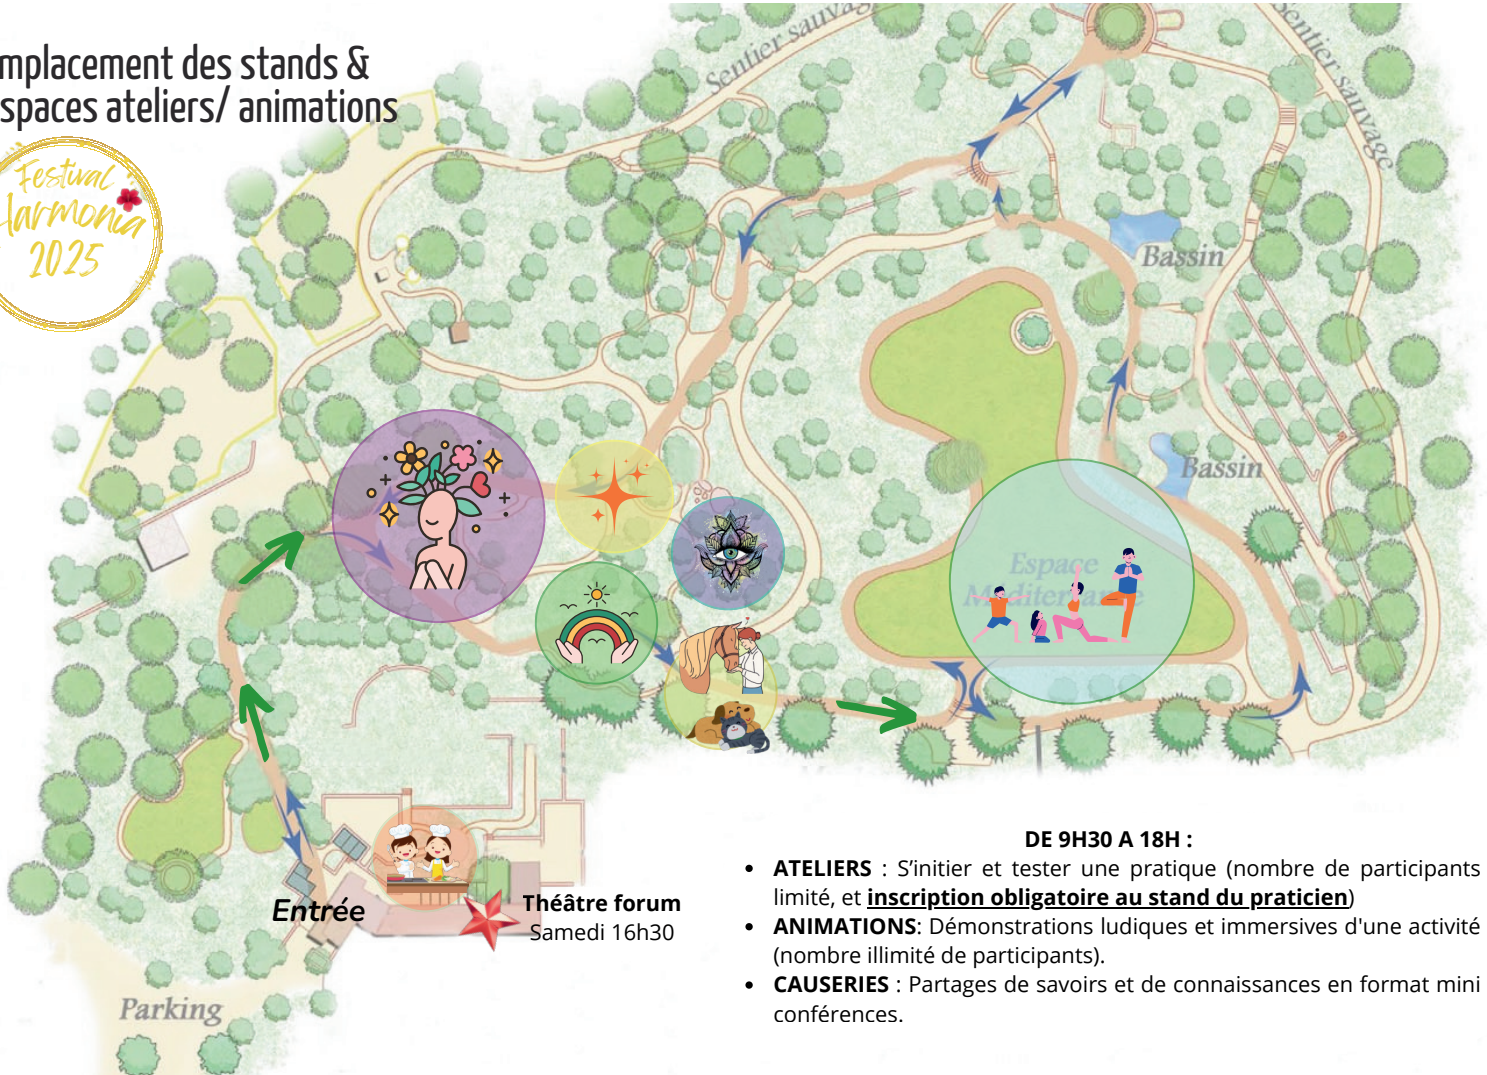 mplacement des stands &
spaces ateliers/ animations
Festival
Harmonia
2025
Sentier sauvage
Sentier sauvage
Bassin
Bassin
Espace
Méditerranée
Entrée
Théâtre forum
Samedi 16h30
Parking
DE 9H30 A 18H :
• ATELIERS : S’initier et tester une pratique (nombre de participants
limité, et inscription obligatoire au stand du praticien)
• ANIMATIONS: Démonstrations ludiques et immersives d'une activité
(nombre illimité de participants).
• CAUSERIES : Partages de savoirs et de connaissances en format mini
conférences.